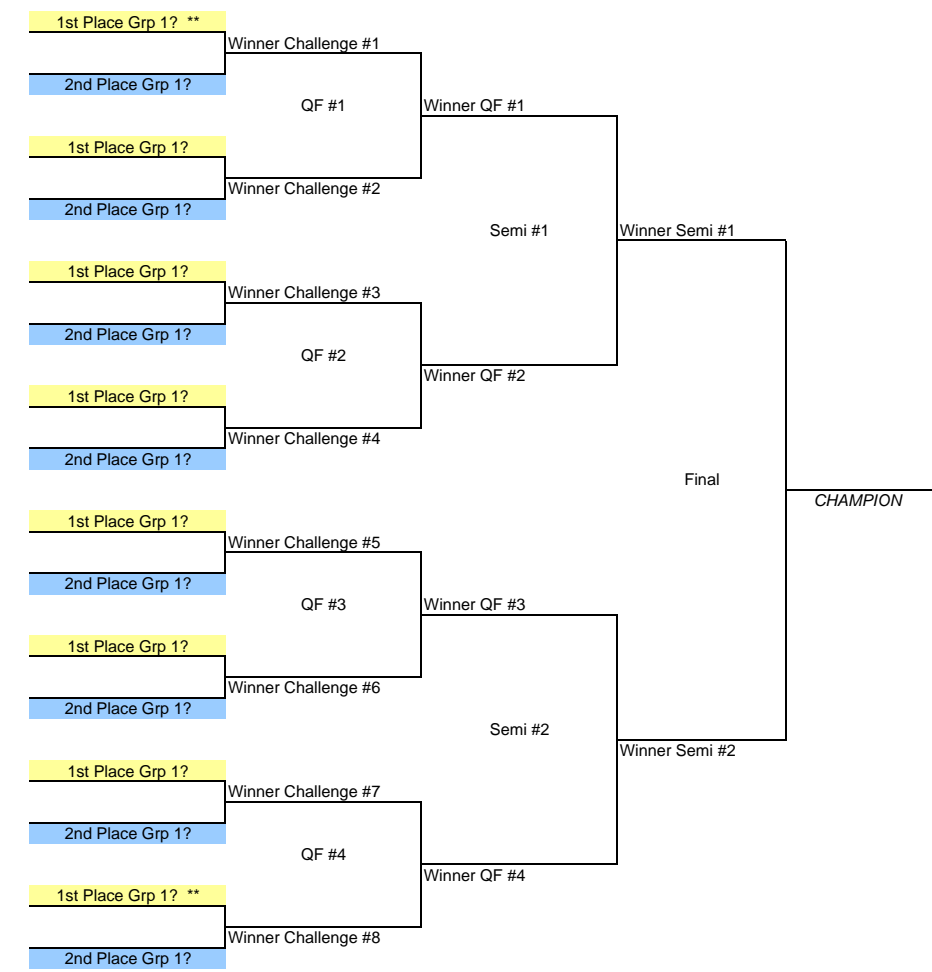 1st Place Grp 1? **
Winner Challenge #1
2nd Place Grp 1?
QF #1
Winner QF #1
1st Place Grp 1?
Winner Challenge #2
2nd Place Grp 1?
Semi #1
Winner Semi #1
1st Place Grp 1?
Winner Challenge #3
2nd Place Grp 1?
QF #2
Winner QF #2
1st Place Grp 1?
Winner Challenge #4
2nd Place Grp 1?
Final
CHAMPION
1st Place Grp 1?
Winner Challenge #5
2nd Place Grp 1?
QF #3
Winner QF #3
1st Place Grp 1?
Winner Challenge #6
2nd Place Grp 1?
Semi #2
Winner Semi #2
1st Place Grp 1?
Winner Challenge #7
2nd Place Grp 1?
QF #4
Winner QF #4
1st Place Grp 1? **
Winner Challenge #8
2nd Place Grp 1?